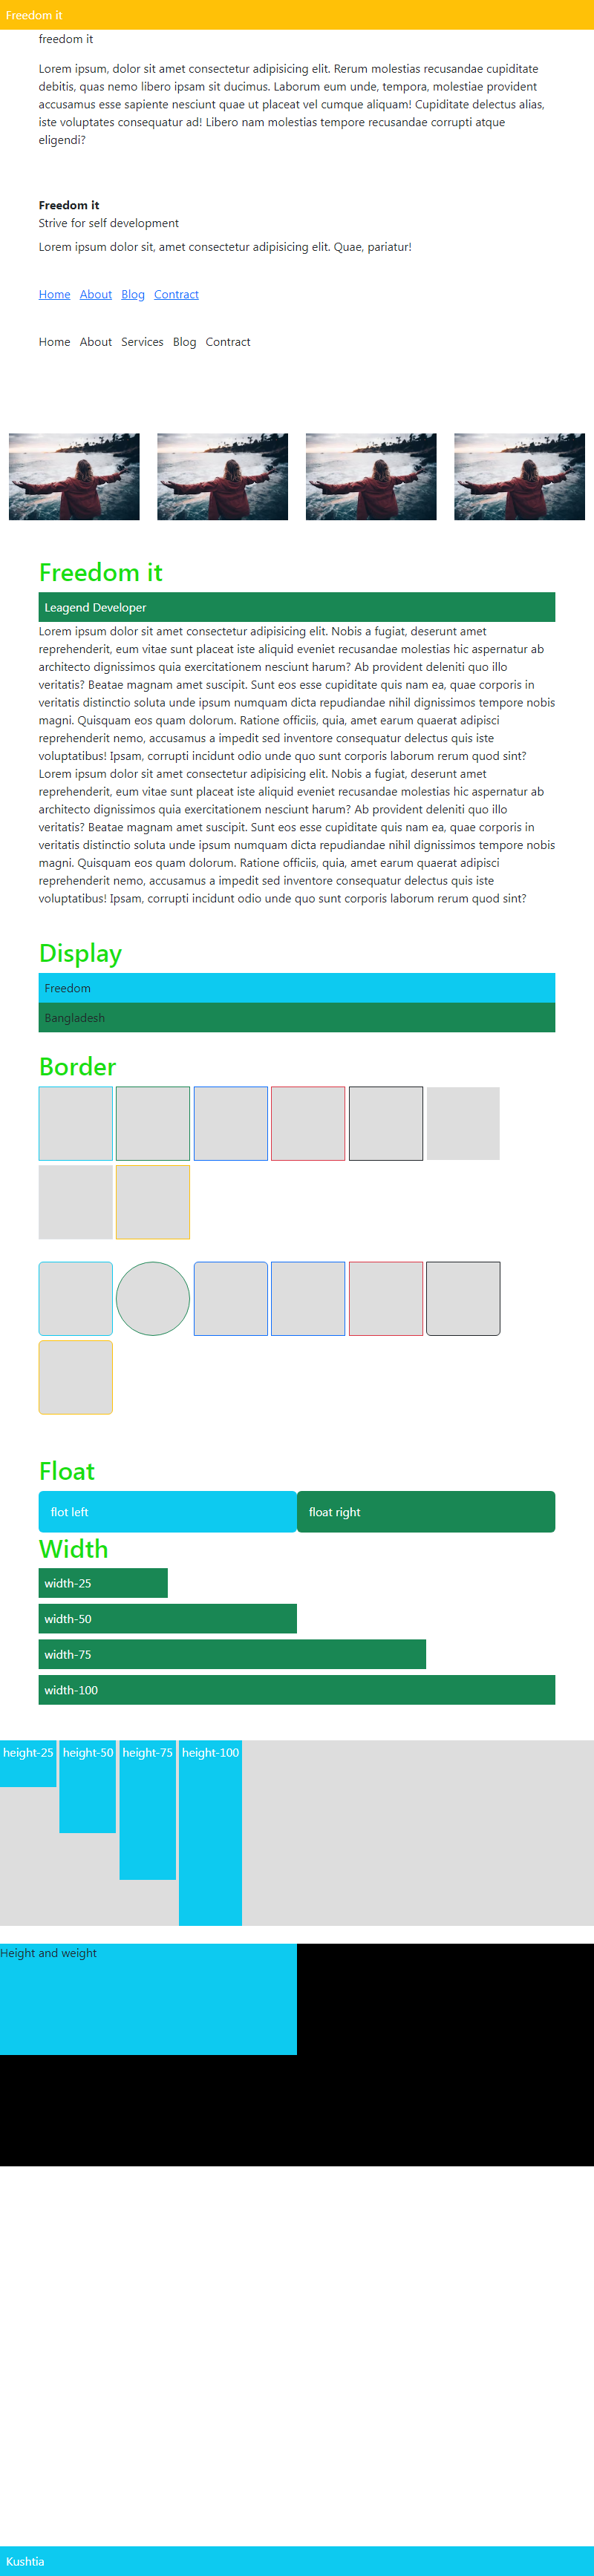 Freedom it
freedom it
Lorem ipsum, dolor sit amet consectetur adipisicing elit. Rerum molestias recusandae cupiditate
debitis, quas nemo libero ipsam sit ducimus. Laborum eum unde, tempora, molestiae provident
accusamus esse sapiente nesciunt quae ut placeat vel cumque aliquam! Cupiditate delectus alias,
iste voluptates consequatur ad! Libero nam molestias tempore recusandae corrupti atque
eligendi?
Freedom it
Strive for self development
Lorem ipsum dolor sit, amet consectetur adipisicing elit. Quae, pariatur!
Home About Blog Contract
Home About Services Blog Contract
Freedom it
Leagend Developer
Lorem ipsum dolor sit amet consectetur adipisicing elit. Nobis a fugiat, deserunt amet
reprehenderit, eum vitae sunt placeat iste aliquid eveniet recusandae molestias hic aspernatur ab
architecto dignissimos quia exercitationem nesciunt harum? Ab provident deleniti quo illo
veritatis? Beatae magnam amet suscipit. Sunt eos esse cupiditate quis nam ea, quae corporis in
veritatis distinctio soluta unde ipsum numquam dicta repudiandae nihil dignissimos tempore nobis
magni. Quisquam eos quam dolorum. Ratione officiis, quia, amet earum quaerat adipisci
reprehenderit nemo, accusamus a impedit sed inventore consequatur delectus quis iste
voluptatibus! Ipsam, corrupti incidunt odio unde quo sunt corporis laborum rerum quod sint?
Lorem ipsum dolor sit amet consectetur adipisicing elit. Nobis a fugiat, deserunt amet
reprehenderit, eum vitae sunt placeat iste aliquid eveniet recusandae molestias hic aspernatur ab
architecto dignissimos quia exercitationem nesciunt harum? Ab provident deleniti quo illo
veritatis? Beatae magnam amet suscipit. Sunt eos esse cupiditate quis nam ea, quae corporis in
veritatis distinctio soluta unde ipsum numquam dicta repudiandae nihil dignissimos tempore nobis
magni. Quisquam eos quam dolorum. Ratione officiis, quia, amet earum quaerat adipisci
reprehenderit nemo, accusamus a impedit sed inventore consequatur delectus quis iste
voluptatibus! Ipsam, corrupti incidunt odio unde quo sunt corporis laborum rerum quod sint?
Display
Freedom
Bangladesh
Border
Float
flot left float right
Width
width-25
width-50
width-75
width-100
height-25 height-50 height-75 height-100
Height and weight
Kushtia